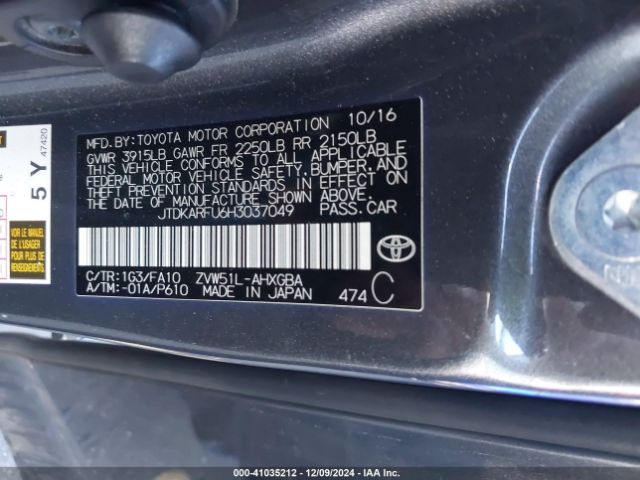 10/16
MFD.BY:TOYOTA MOTOR CORPORATION
GVWR 3915LB GAWR FR 2250LB RR 2150LB
THIS VEHICLE CONFORMS TO ALL APPLICABLE
FEDERAL MOTOR VEHICLE SAFETY, BUMPER, AND
THEFT PREVENTION STANDARDS IN EFFECT ON
THE DATE OF MANUFACTURE SHOWN ABOVE.
JTDKARFU6H3037049 PASS.CAR
C/TR:1G3/FA10 ZVW51L-AHXGBA
A/TM:-01A/P610 MADE IN JAPAN 474 C
5 Y 47420
VOIR LE MANUEL
DE L'USAGER
POUR PLUS DE
000-41035212 - 12/09/2024 - IAA Inc.